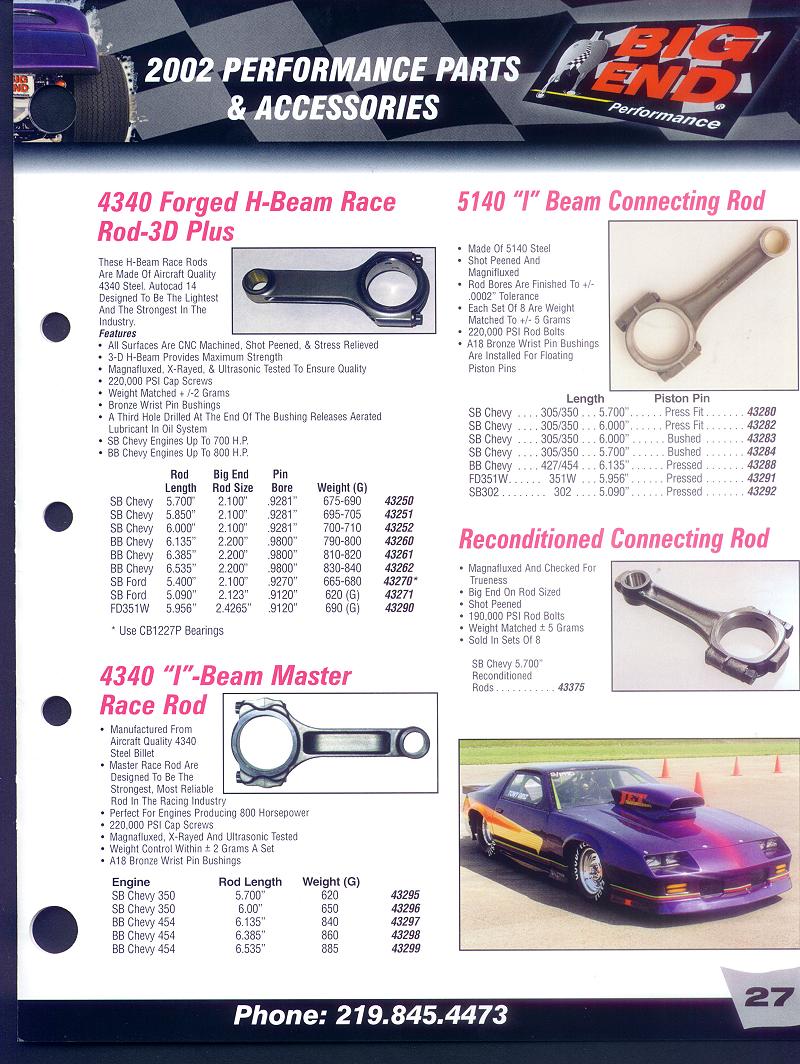 2002 PERFORMANCE PARTS
& ACCESSORIES
BIG
END
Performance
4340 Forged H-Beam Race
Rod-3D Plus
These H-Beam Race Rods
Are Made Of Aircraft Quality
4340 Steel. Autocad 14
Designed To Be The Lightest
And The Strongest In The
Industry.
Features
• All Surfaces Are CNC Machined, Shot Peened, & Stress Relieved
• 3-D H-Beam Provides Maximum Strength
• Magnafluxed, X-Rayed, & Ultrasonic Tested To Ensure Quality
• 220,000 PSI Cap Screws
• Weight Matched + /-2 Grams
• Bronze Wrist Pin Bushings
• A Third Hole Drilled At The End Of The Bushing Releases Aerated
Lubricant In Oil System
• SB Chevy Engines Up To 700 H.P.
• BB Chevy Engines Up To 800 H.P.
Rod Big End Pin
Length Rod Size Bore Weight (G)
SB Chevy 5.700" 2.100" .9281" 675-690 43250
SB Chevy 5.850" 2.100" .9281" 695-705 43251
SB Chevy 6.000" 2.100" .9281" 700-710 43252
BB Chevy 6.135" 2.200" .9800" 790-800 43260
BB Chevy 6.385" 2.200" .9800" 810-820 43261
BB Chevy 6.535" 2.200" .9800" 830-840 43262
SB Ford 5.400" 2.100" .9270" 665-680 43270*
SB Ford 5.090" 2.123" .9120" 620 (G) 43271
FD351W 5.956" 2.4265" .9120" 690 (G) 43290
* Use CB1227P Bearings
4340 "I"-Beam Master
Race Rod
• Manufactured From
Aircraft Quality 4340
Steel Billet
• Master Race Rod Are
Designed To Be The
Strongest, Most Reliable
Rod In The Racing Industry
• Perfect For Engines Producing 800 Horsepower
• 220,000 PSI Cap Screws
• Magnafluxed, X-Rayed And Ultrasonic Tested
• Weight Control Within ± 2 Grams A Set
• A18 Bronze Wrist Pin Bushings
Engine Rod Length Weight (G)
SB Chevy 350 5.700" 620 43295
SB Chevy 350 6.00" 650 43296
BB Chevy 454 6.135" 840 43297
BB Chevy 454 6.385" 860 43298
BB Chevy 454 6.535" 885 43299
5140 "I" Beam Connecting Rod
• Made Of 5140 Steel
• Shot Peened And
Magnifluxed
• Rod Bores Are Finished To +/-
.0002" Tolerance
• Each Set Of 8 Are Weight
Matched To +/- 5 Grams
• 220,000 PSI Rod Bolts
• A18 Bronze Wrist Pin Bushings
Are Installed For Floating
Piston Pins
Length Piston Pin
SB Chevy .... 305/350 ... 5.700"...... Press Fit....... 43280
SB Chevy .... 305/350 ... 6.000"...... Press Fit....... 43282
SB Chevy .... 305/350 ... 6.000"...... Bushed ....... 43283
SB Chevy .... 305/350 ... 5.700"...... Bushed ....... 43284
BB Chevy .... 427/454 ... 6.135"...... Pressed ....... 43288
FD351W...... 351W ... 5.956"...... Pressed ....... 43291
SB302........ 302 ... 5.090"...... Pressed ....... 43292
Reconditioned Connecting Rod
• Magnafluxed And Checked For
Trueness
• Big End On Rod Sized
• Shot Peened
• 190,000 PSI Rod Bolts
• Weight Matched ± 5 Grams
• Sold In Sets Of 8
SB Chevy 5.700"
Reconditioned
Rods........... 43375
JET
27
Phone: 219.845.4473